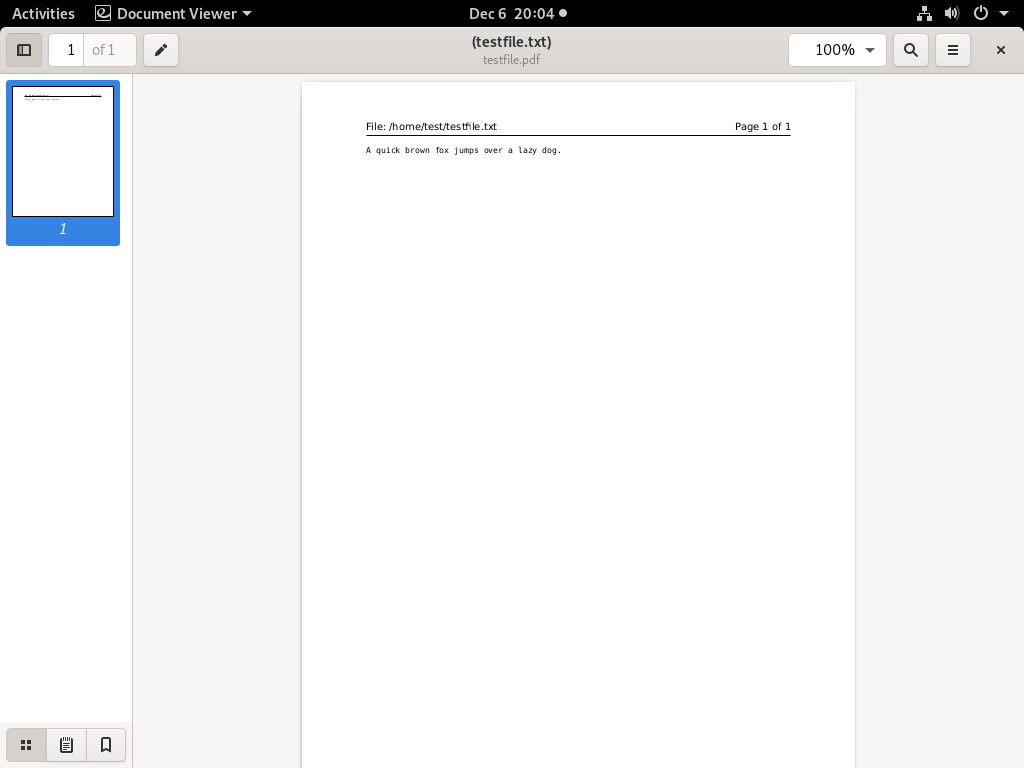 Activities Document Viewer Dec 6 20:04
1 of 1 (testfile.txt) 100%
testfile.pdf
File: /home/test/testfile.txt Page 1 of 1
A quick brown fox jumps over a lazy dog.
1